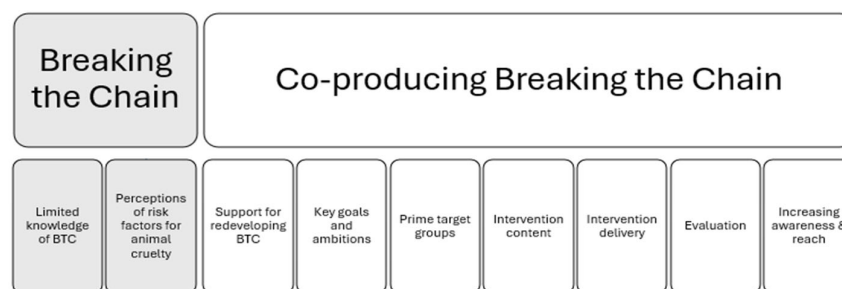 Breaking
the Chain
Co-producing Breaking the Chain
Limited
knowledge
of BTC
Perceptions
of risk
factors for
animal
cruelty
Support for
redeveloping
BTC
Key goals
and
ambitions
Prime target
groups
Intervention
content
Intervention
delivery
Evaluation
Increasing
awareness &
reach